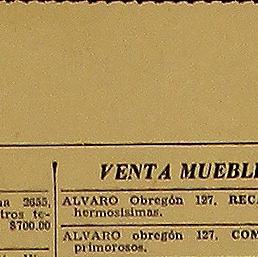 VENTA MUEBL
na 2655,
tros te-
$700.00
ALVARO Obregón 127, REC
hermosísimas.
ALVARO obregón 127, COM
primorosos.